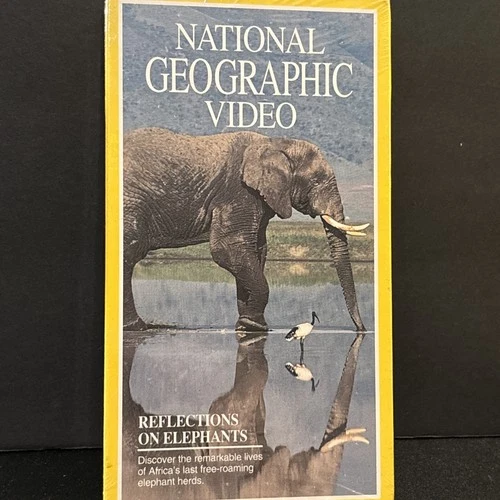 NATIONAL
GEOGRAPHIC
VIDEO
REFLECTIONS
ON ELEPHANTS
Discover the remarkable lives
of Africa's last free-roaming
elephant herds.